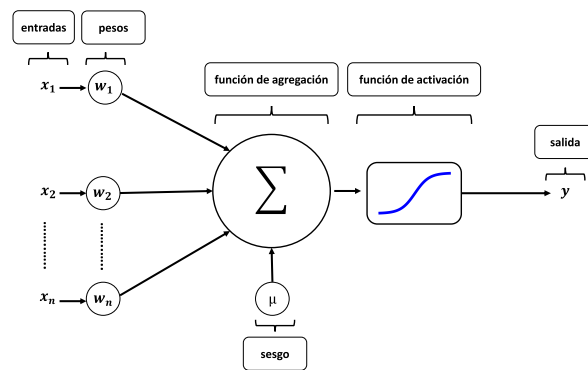 entradas
pesos
x₁
w₁
función de agregación
función de activación
salida
x₂
w₂
∑
y
xₙ
wₙ
μ
sesgo